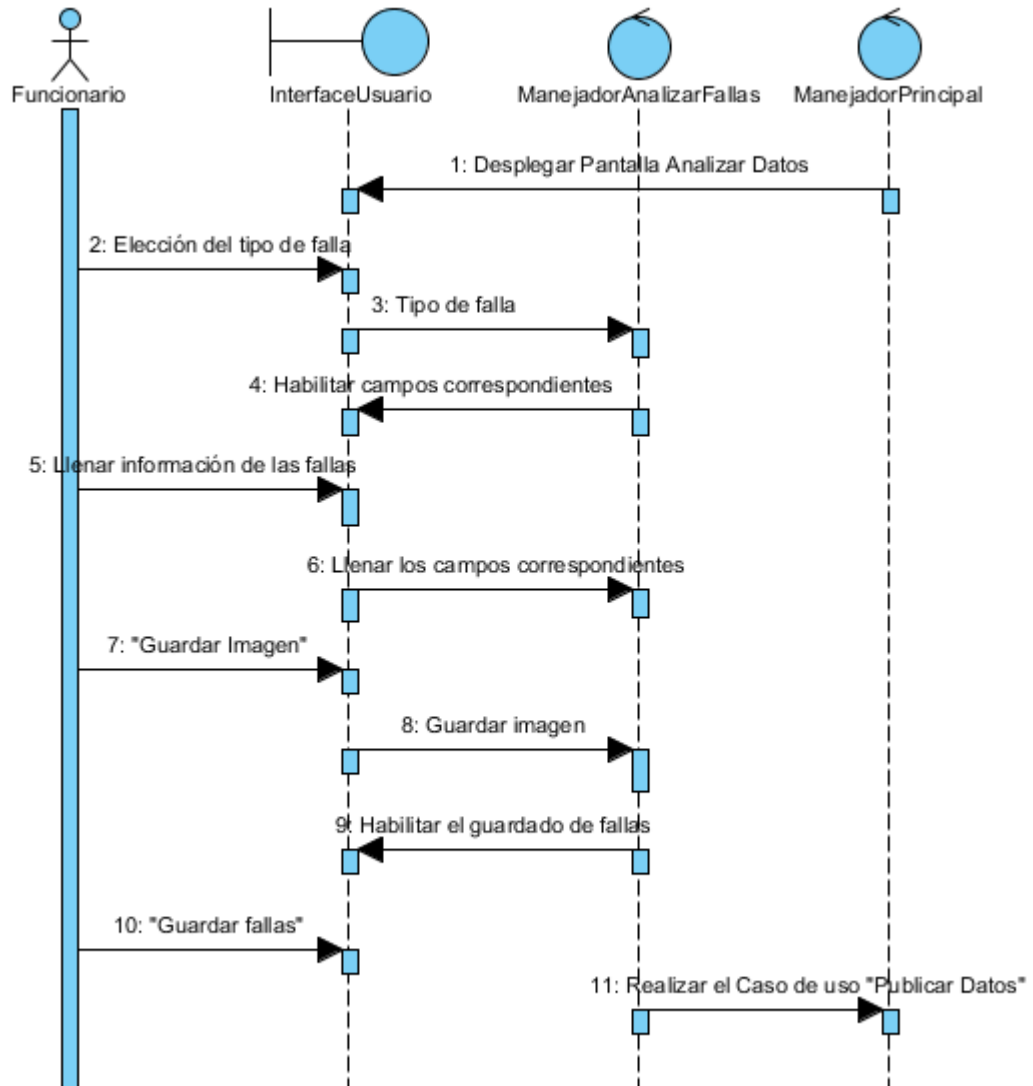 Funcionario
InterfaceUsuario
ManejadorAnalizarFallas
ManejadorPrincipal
1: Desplegar Pantalla Analizar Datos
2: Elección del tipo de falla
3: Tipo de falla
4: Habilitar campos correspondientes
5: Llenar información de las fallas
6: Llenar los campos correspondientes
7: "Guardar Imagen"
8: Guardar imagen
9: Habilitar el guardado de fallas
10: "Guardar fallas"
11: Realizar el Caso de uso "Publicar Datos"